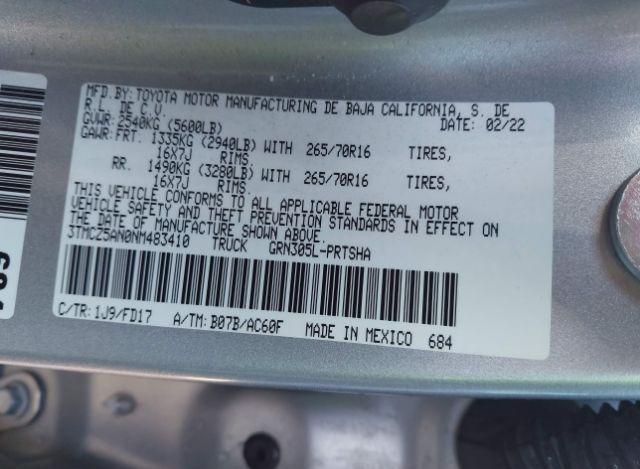 MFD.BY:TOYOTA MOTOR MANUFACTURING DE BAJA CALIFORNIA, S. DE
R.L. DE C.V. DATE: 02/22
GVWR:2540KG (5600LB)
GAWR:FRT. 1335KG (2940LB) WITH 265/70R16 TIRES,
16X7J RIMS.
RR. 1490KG (3280LB) WITH 265/70R16 TIRES,
16X7J RIMS.
THIS VEHICLE CONFORMS TO ALL APPLICABLE FEDERAL MOTOR
VEHICLE SAFETY AND THEFT PREVENTION STANDARDS IN EFFECT ON
THE DATE OF MANUFACTURE SHOWN ABOVE.
3TMCZ5AN0NM483410 TRUCK GRN305L-PRTSHA
C/TR:1J9/FD17 A/TM:B07B/AC60F MADE IN MEXICO 684